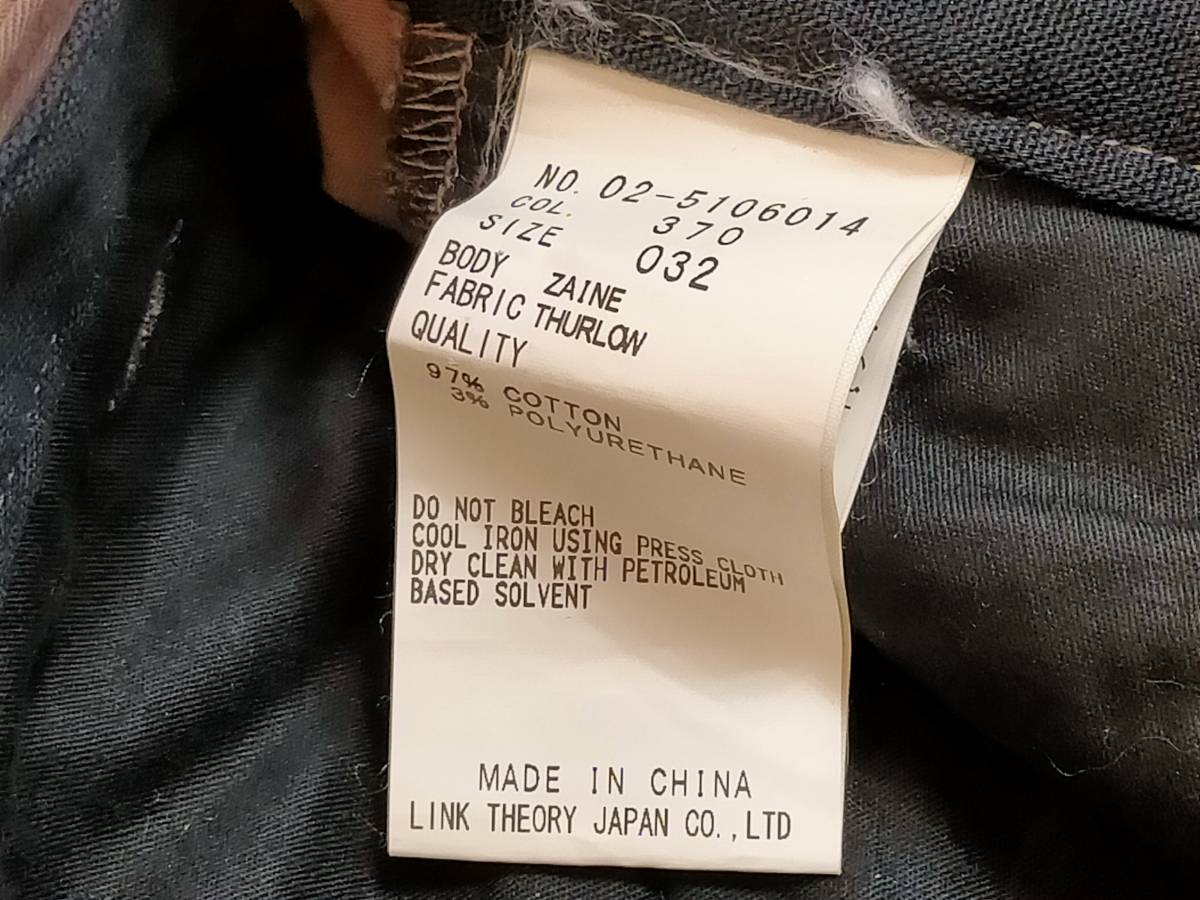 NO. 02-5106014
COL. 370
SIZE 032
BODY ZAINE
FABRIC THURLOW
QUALITY
97% COTTON
3% POLYURETHANE
DO NOT BLEACH
COOL IRON USING PRESS CLOTH
DRY CLEAN WITH PETROLEUM
BASED SOLVENT
MADE IN CHINA
LINK THEORY JAPAN CO.,LTD